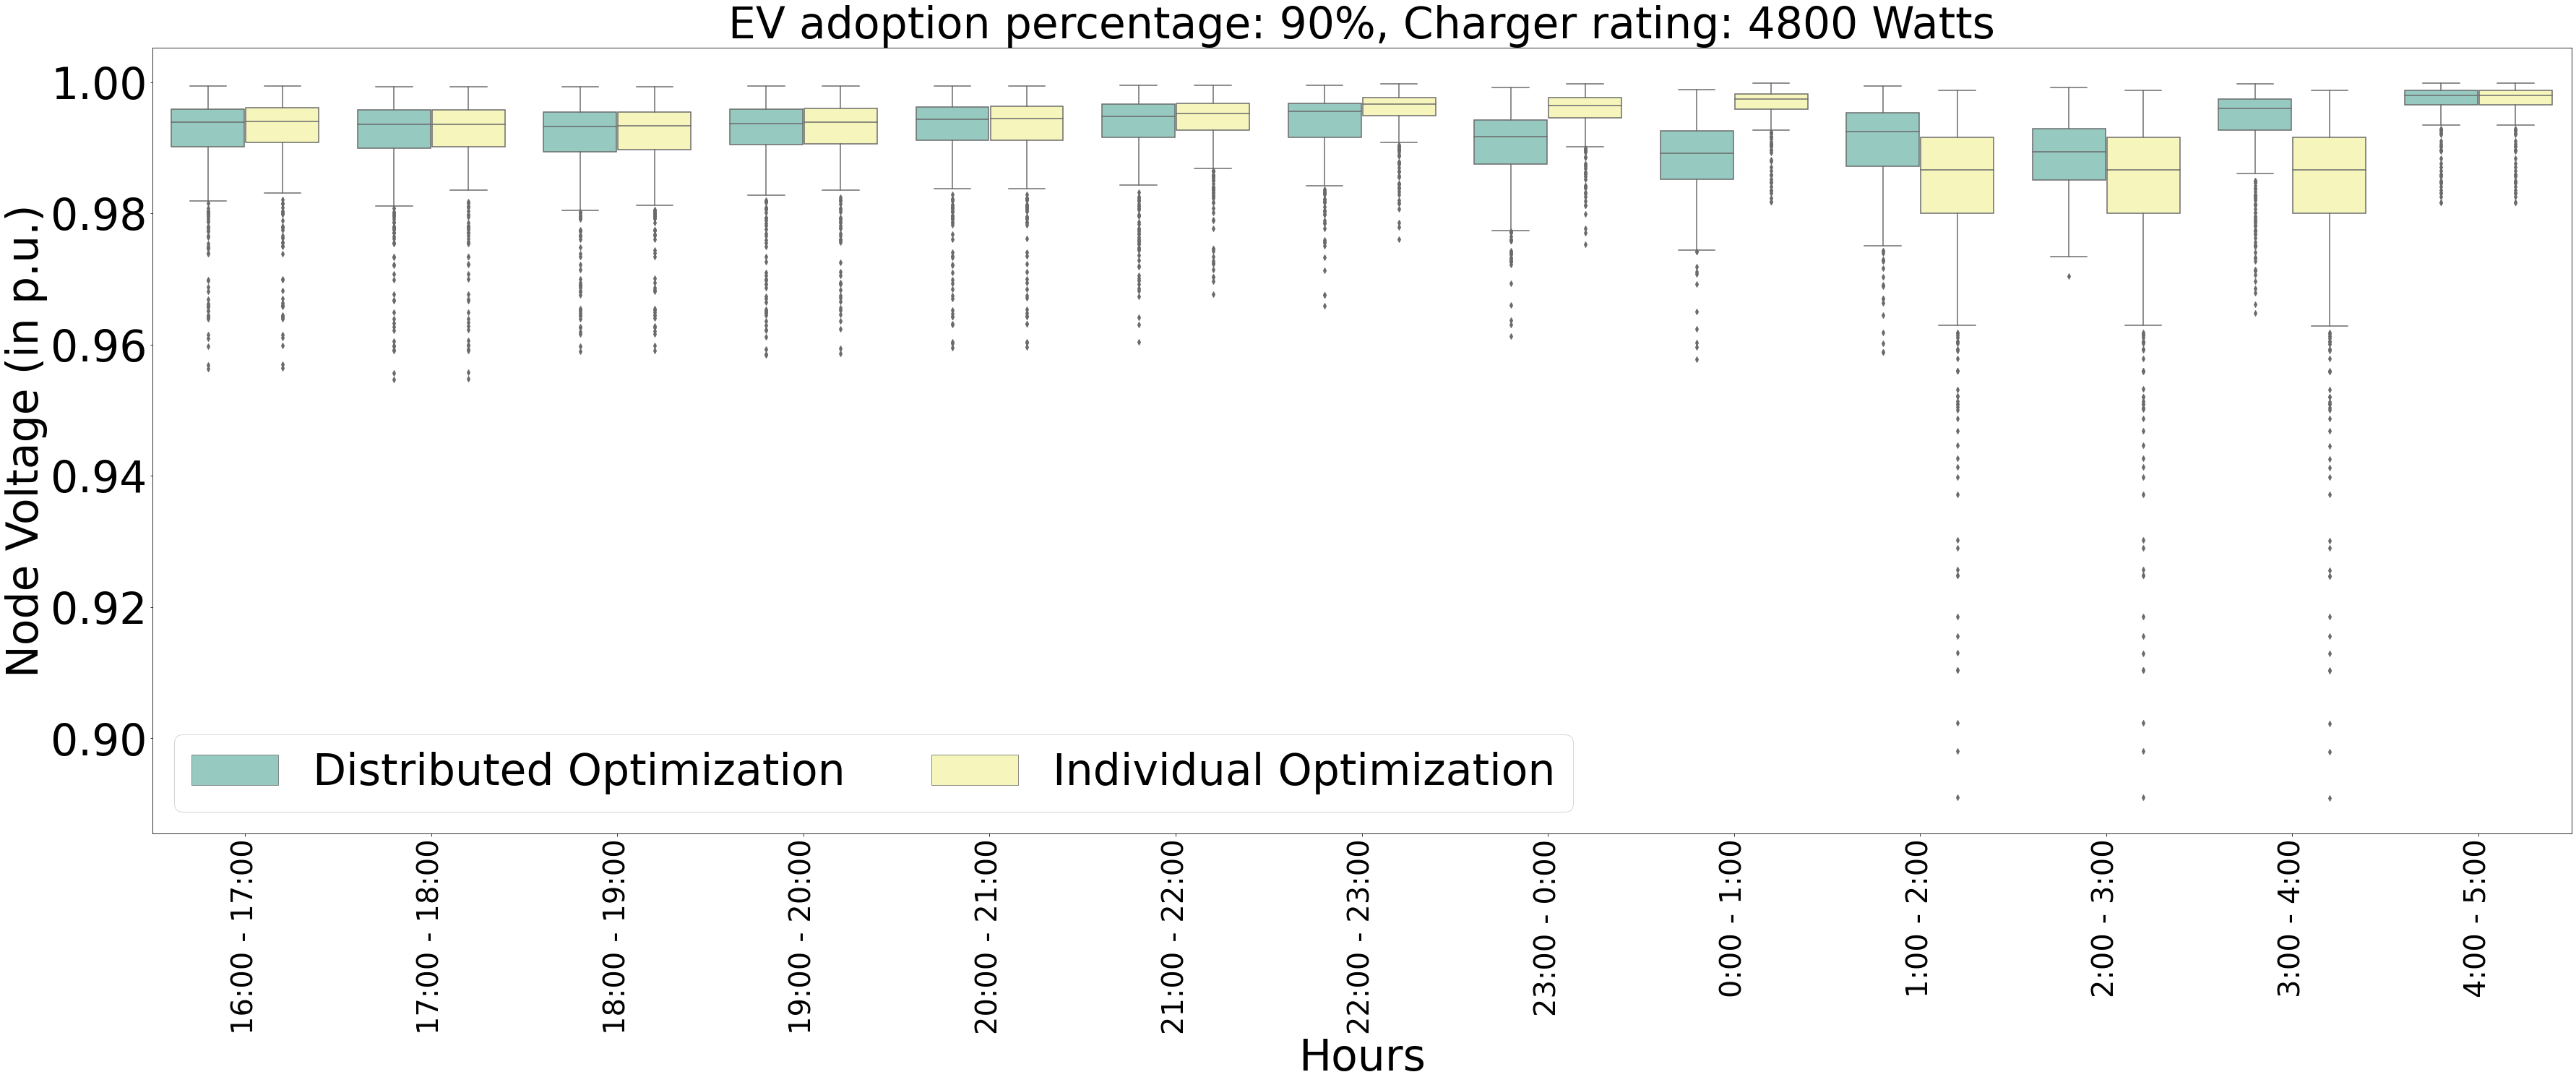 EV adoption percentage: 90%, Charger rating: 4800 Watts
Node Voltage (in p.u.)
1.00
0.98
0.96
0.94
0.92
0.90
Distributed Optimization
Individual Optimization
16:00 - 17:00
17:00 - 18:00
18:00 - 19:00
19:00 - 20:00
20:00 - 21:00
21:00 - 22:00
22:00 - 23:00
23:00 - 0:00
0:00 - 1:00
1:00 - 2:00
2:00 - 3:00
3:00 - 4:00
4:00 - 5:00
Hours